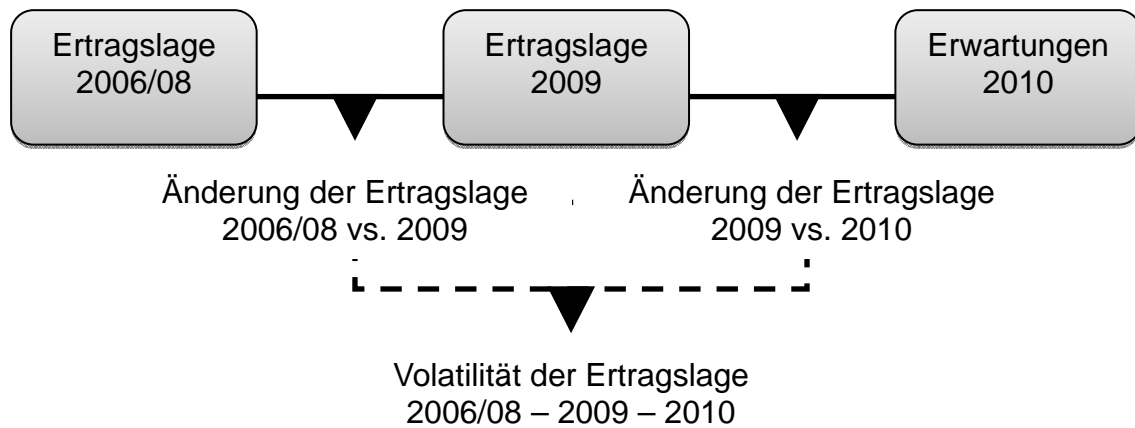 Ertragslage
2006/08
Ertragslage
2009
Erwartungen
2010
Änderung der Ertragslage
2006/08 vs. 2009
Änderung der Ertragslage
2009 vs. 2010
Volatilität der Ertragslage
2006/08 – 2009 – 2010